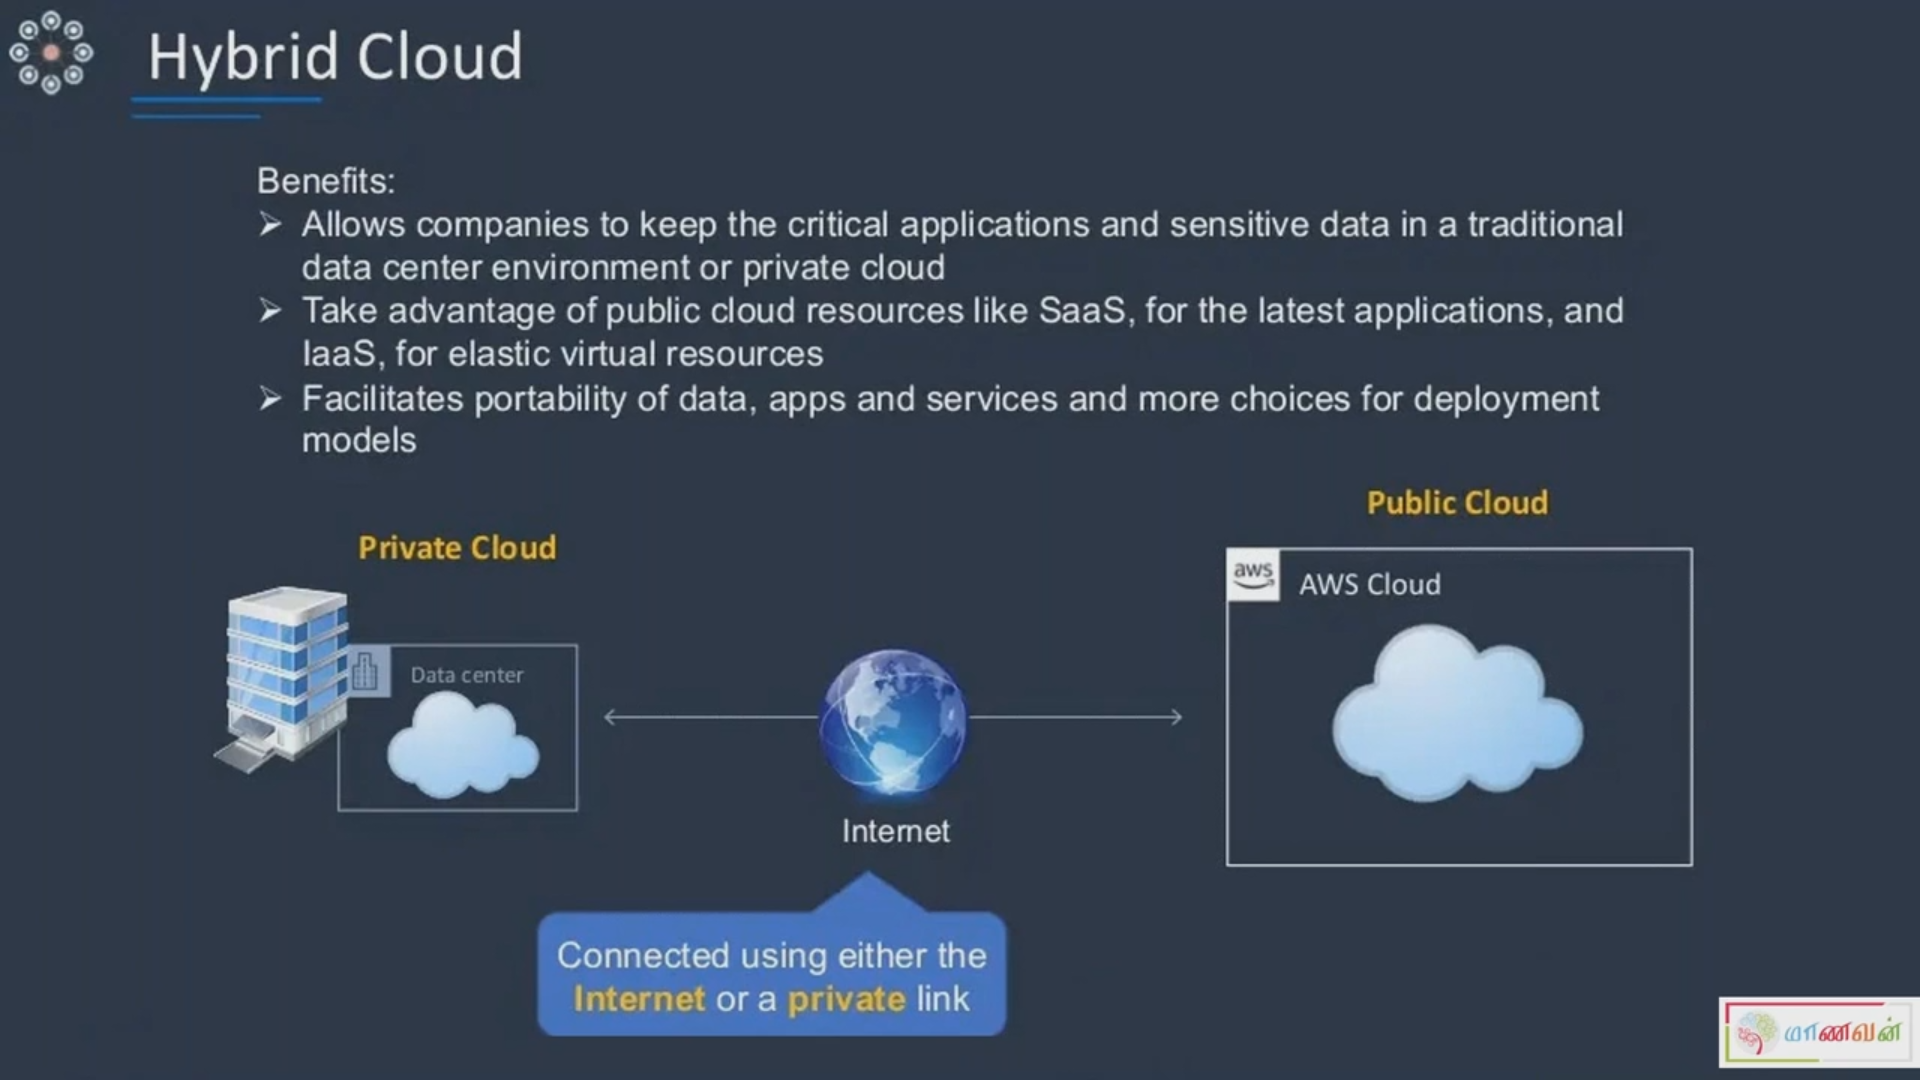 Hybrid Cloud
Benefits:
➢ Allows companies to keep the critical applications and sensitive data in a traditional
data center environment or private cloud
➢ Take advantage of public cloud resources like SaaS, for the latest applications, and
IaaS, for elastic virtual resources
➢ Facilitates portability of data, apps and services and more choices for deployment
models
Public Cloud
Private Cloud
aws
AWS Cloud
Data center
Internet
Connected using either the
Internet or a private link
மாணவன்